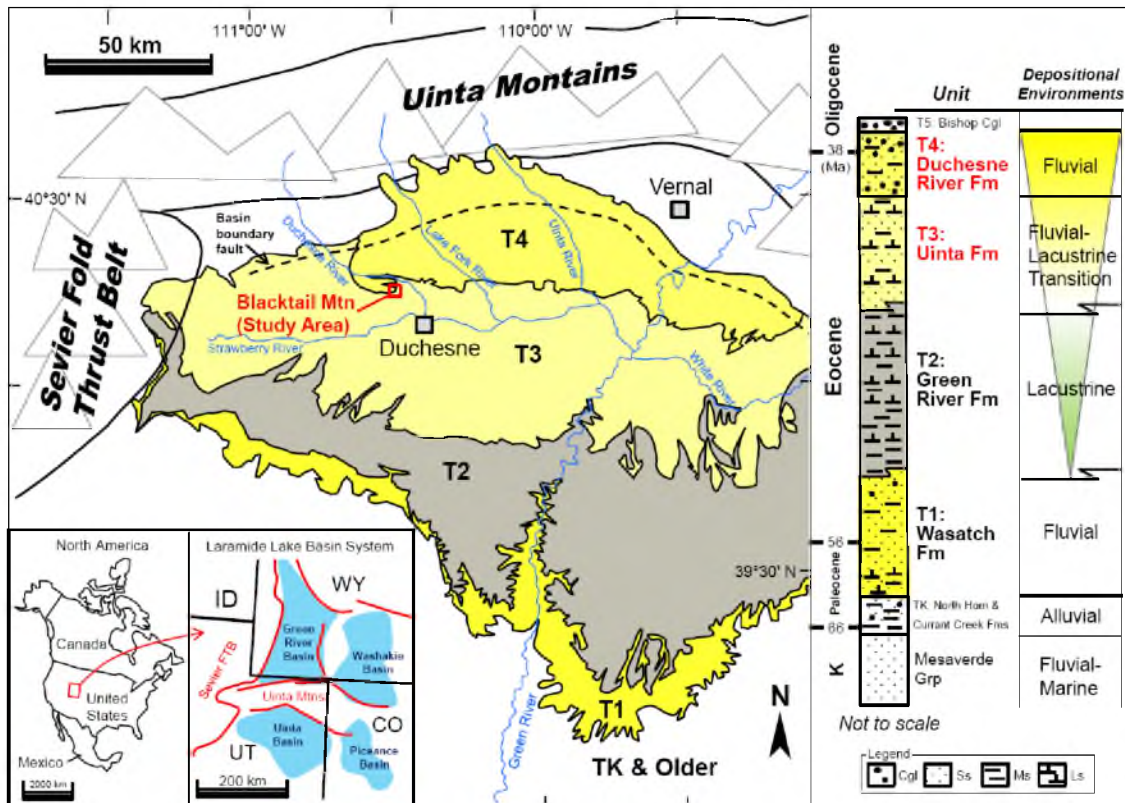 111°00' W
110°00' W
50 km
Uinta Montains
40°30' N
Vernal
Basin
boundary
fault
Duchesne River
Lake Fork River
Uinta River
T4
Sevier Fold
Thrust Belt
Blacktail Mtn
(Study Area)
Strawberry River
Duchesne
T3
White River
T2
39°30' N
T1
Green River
TK & Older
N
North America
Canada
United
States
Mexico
2000 km
Laramide Lake Basin System
ID
WY
Green
River
Basin
Washakie
Basin
Sevier FTB
Uinta Mtns
CO
UT
Uinta
Basin
Piceance
Basin
200 km
Unit
Depositional
Environments
Oligocene
38
(Ma)
Eocene
56
Paleocene
66
K
T5: Bishop Cgl
T4:
Duchesne
River Fm
Fluvial
T3:
Uinta Fm
Fluvial-
Lacustrine
Transition
T2:
Green
River Fm
Lacustrine
T1:
Wasatch
Fm
Fluvial
TK: North Horn &
Currant Creek Fms
Alluvial
Mesaverde
Grp
Fluvial-
Marine
Not to scale
Legend
Cgl
Ss
Ms
Ls